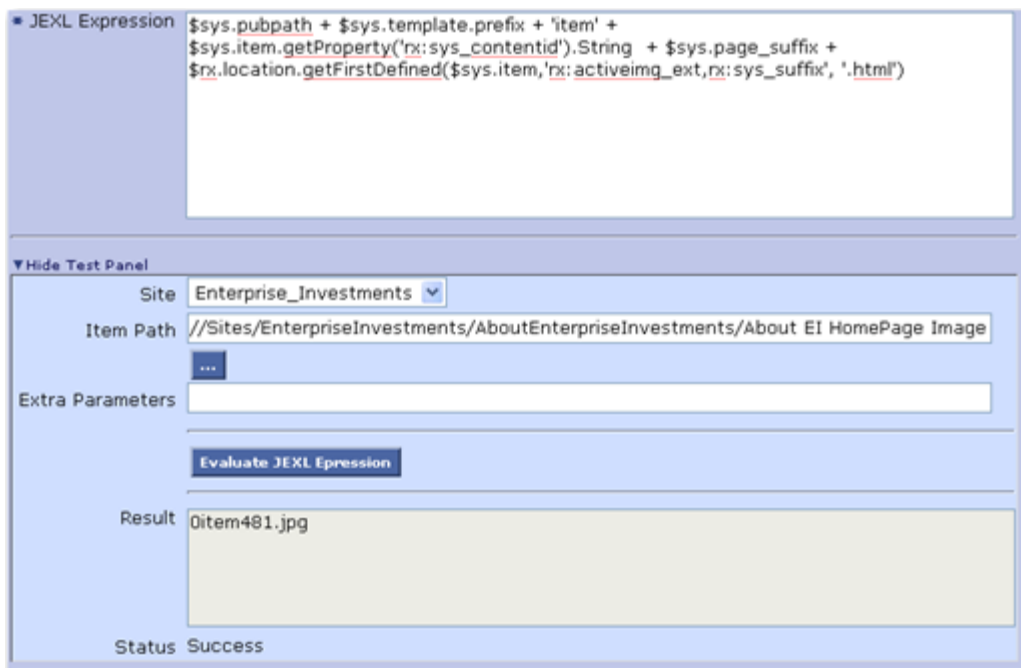 JEXL Expression
$sys.pubpath + $sys.template.prefix + 'item' +
$sys.item.getProperty('rx:sys_contentid').String + $sys.page_suffix +
$rx.location.getFirstDefined($sys.item,'rx:activeimg_ext,rx:sys_suffix', '.html')
Hide Test Panel
Site Enterprise_Investments
Item Path //Sites/EnterpriseInvestments/AboutEnterpriseInvestments/About EI HomePage Image
...
Extra Parameters
Evaluate JEXL Epression
Result 0item481.jpg
Status Success